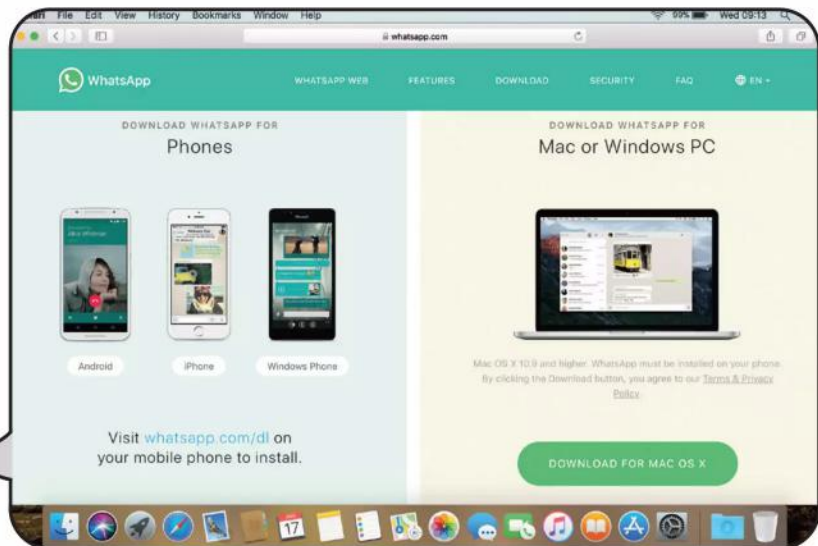 File Edit View History Bookmarks Window Help
99% Wed 09:13
whatsapp.com
WhatsApp
WHATSAPP WEB FEATURES DOWNLOAD SECURITY FAQ EN
DOWNLOAD WHATSAPP FOR
Phones
Android iPhone Windows Phone
Visit whatsapp.com/dl on
your mobile phone to install.
DOWNLOAD WHATSAPP FOR
Mac or Windows PC
Mac OS X 10.9 and higher. WhatsApp must be installed on your phone.
By clicking the Download button, you agree to our Terms & Privacy
Policy.
DOWNLOAD FOR MAC OS X
17